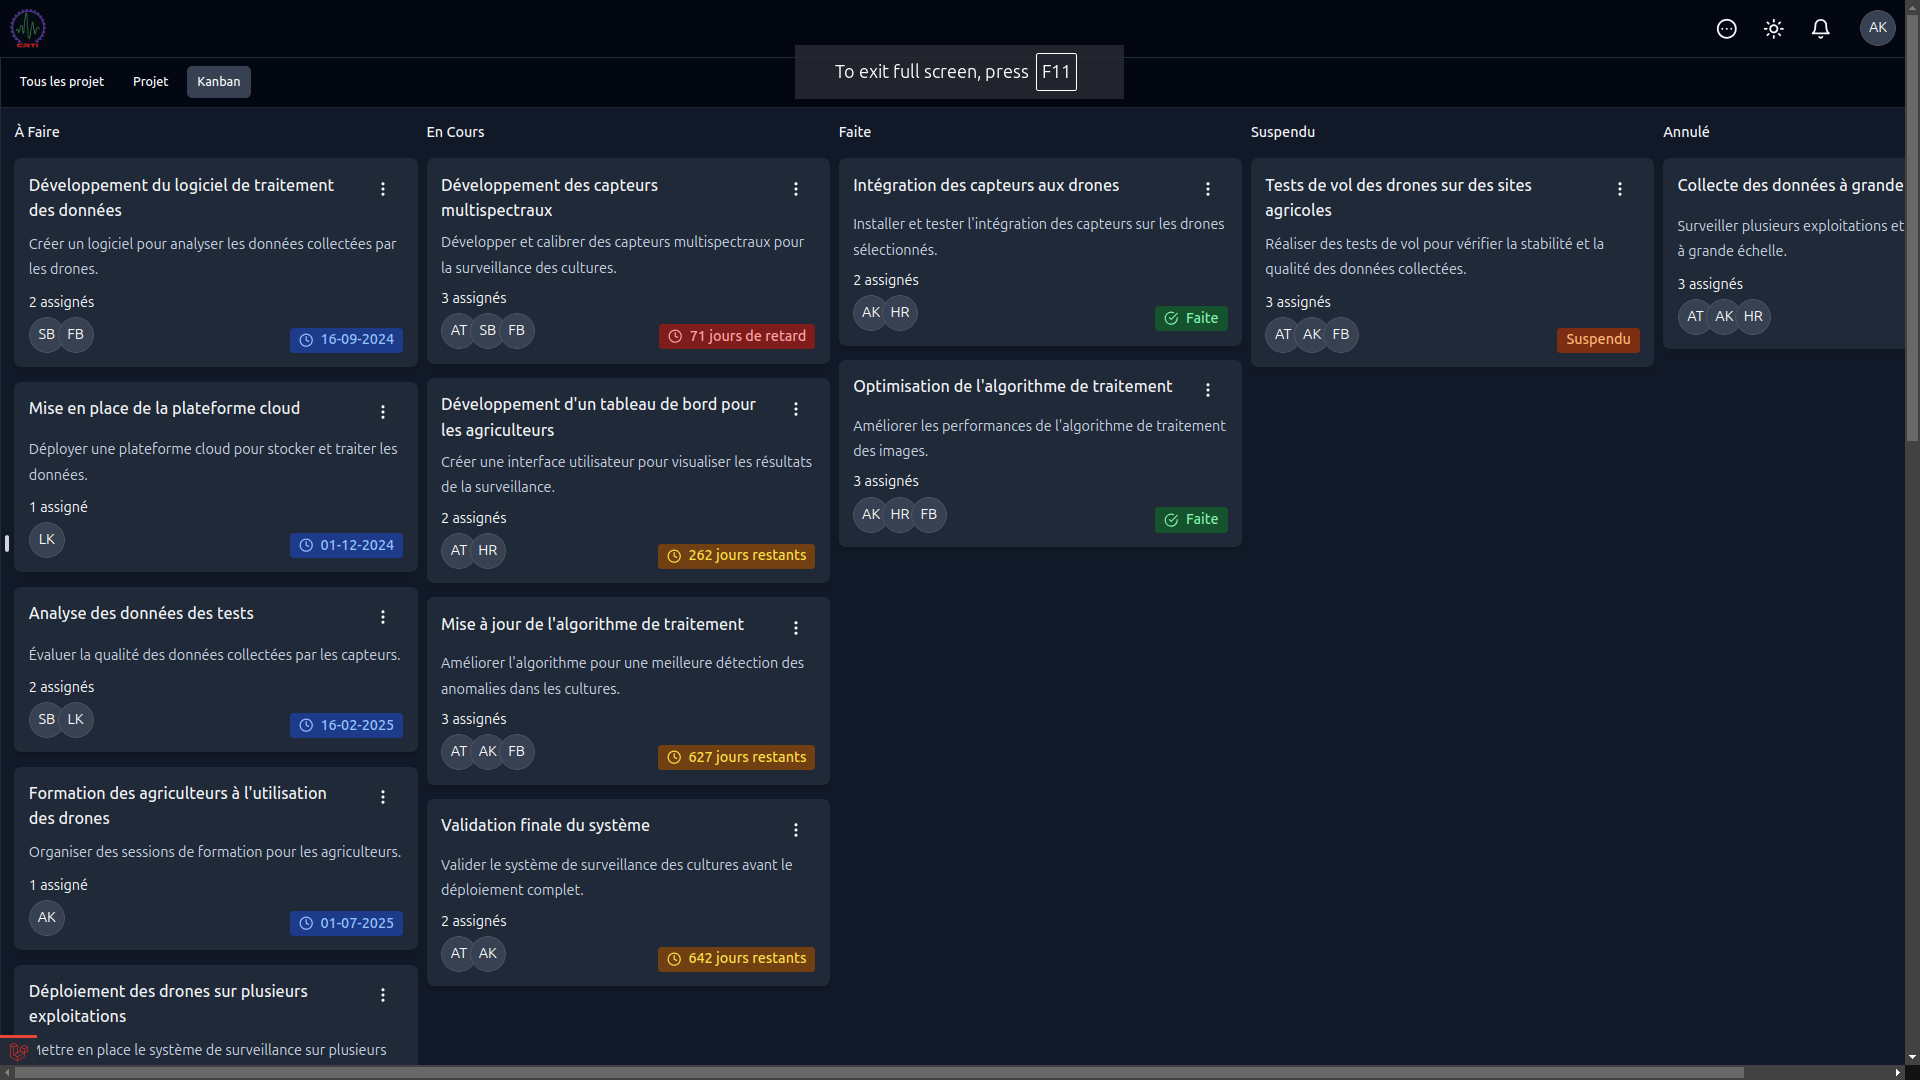 CRTI
AK
To exit full screen, press F11
Tous les projet
Projet
Kanban
À Faire
Développement du logiciel de traitement
des données
Créer un logiciel pour analyser les données collectées par
les drones.
2 assignés
SB
FB
16-09-2024
Mise en place de la plateforme cloud
Déployer une plateforme cloud pour stocker et traiter les
données.
1 assigné
LK
01-12-2024
Analyse des données des tests
Évaluer la qualité des données collectées par les capteurs.
2 assignés
SB
LK
16-02-2025
Formation des agriculteurs à l'utilisation
des drones
Organiser des sessions de formation pour les agriculteurs.
1 assigné
AK
01-07-2025
Déploiement des drones sur plusieurs
exploitations
Mettre en place le système de surveillance sur plusieurs
En Cours
Développement des capteurs
multispectraux
Développer et calibrer des capteurs multispectraux pour
la surveillance des cultures.
3 assignés
AT
SB
FB
71 jours de retard
Développement d'un tableau de bord pour
les agriculteurs
Créer une interface utilisateur pour visualiser les résultats
de la surveillance.
2 assignés
AT
HR
262 jours restants
Mise à jour de l'algorithme de traitement
Améliorer l'algorithme pour une meilleure détection des
anomalies dans les cultures.
3 assignés
AT
AK
FB
627 jours restants
Validation finale du système
Valider le système de surveillance des cultures avant le
déploiement complet.
2 assignés
AT
AK
642 jours restants
Faite
Intégration des capteurs aux drones
Installer et tester l'intégration des capteurs sur les drones
sélectionnés.
2 assignés
AK
HR
Faite
Optimisation de l'algorithme de traitement
Améliorer les performances de l'algorithme de traitement
des images.
3 assignés
AK
HR
FB
Faite
Suspendu
Tests de vol des drones sur des sites
agricoles
Réaliser des tests de vol pour vérifier la stabilité et la
qualité des données collectées.
3 assignés
AT
AK
FB
Suspendu
Annulé
Collecte des données à grande
Surveiller plusieurs exploitations et
à grande échelle.
3 assignés
AT
AK
HR